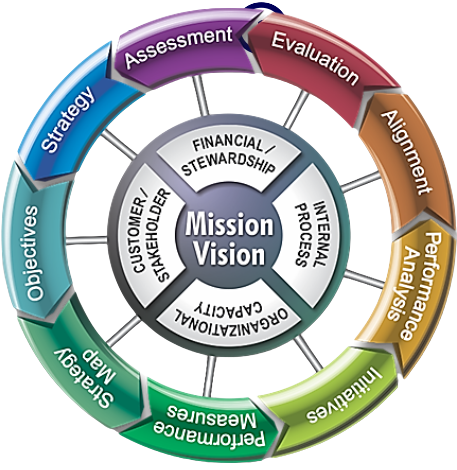 Assessment
Evaluation
Alignment
Performance
Analysis
Initiatives
Performance
Measures
Strategy
Map
Objectives
Strategy
FINANCIAL /
STEWARDSHIP
INTERNAL
PROCESS
ORGANIZATIONAL
CAPACITY
CUSTOMER /
STAKEHOLDER
Mission
Vision